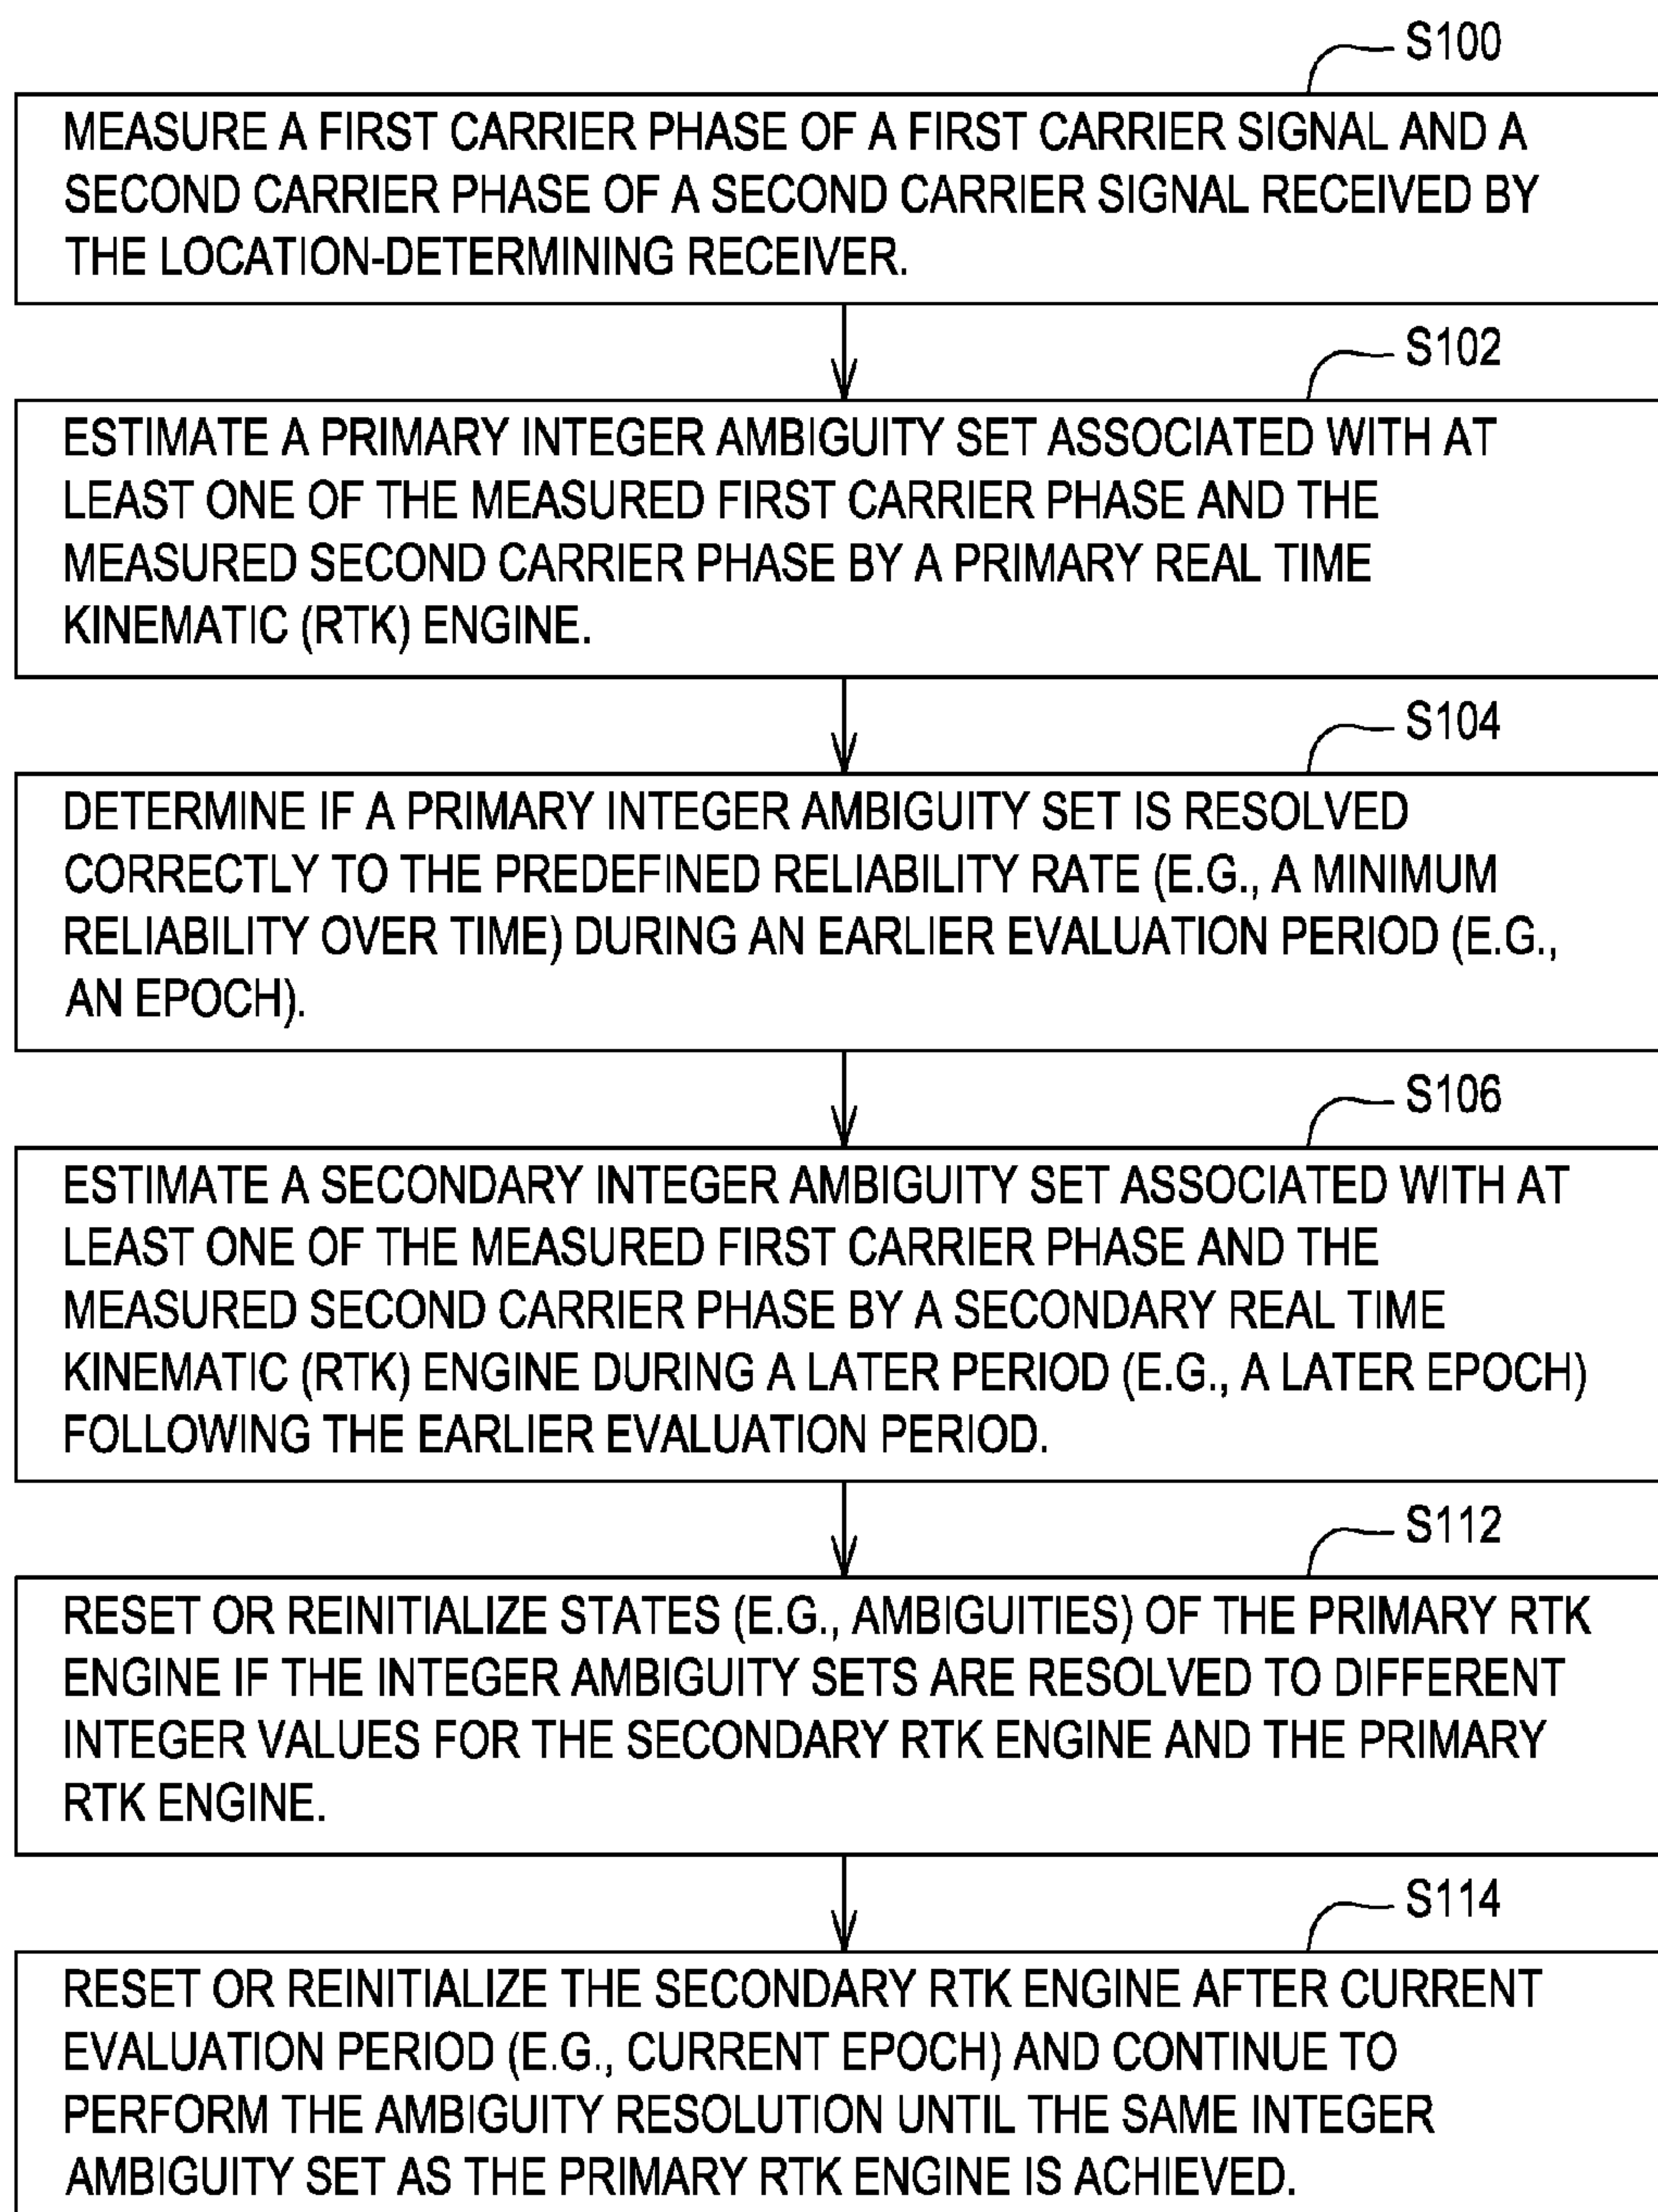 S100
MEASURE A FIRST CARRIER PHASE OF A FIRST CARRIER SIGNAL AND A
SECOND CARRIER PHASE OF A SECOND CARRIER SIGNAL RECEIVED BY
THE LOCATION-DETERMINING RECEIVER.
S102
ESTIMATE A PRIMARY INTEGER AMBIGUITY SET ASSOCIATED WITH AT
LEAST ONE OF THE MEASURED FIRST CARRIER PHASE AND THE
MEASURED SECOND CARRIER PHASE BY A PRIMARY REAL TIME
KINEMATIC (RTK) ENGINE.
S104
DETERMINE IF A PRIMARY INTEGER AMBIGUITY SET IS RESOLVED
CORRECTLY TO THE PREDEFINED RELIABILITY RATE (E.G., A MINIMUM
RELIABILITY OVER TIME) DURING AN EARLIER EVALUATION PERIOD (E.G.,
AN EPOCH).
S106
ESTIMATE A SECONDARY INTEGER AMBIGUITY SET ASSOCIATED WITH AT
LEAST ONE OF THE MEASURED FIRST CARRIER PHASE AND THE
MEASURED SECOND CARRIER PHASE BY A SECONDARY REAL TIME
KINEMATIC (RTK) ENGINE DURING A LATER PERIOD (E.G., A LATER EPOCH)
FOLLOWING THE EARLIER EVALUATION PERIOD.
S112
RESET OR REINITIALIZE STATES (E.G., AMBIGUITIES) OF THE PRIMARY RTK
ENGINE IF THE INTEGER AMBIGUITY SETS ARE RESOLVED TO DIFFERENT
INTEGER VALUES FOR THE SECONDARY RTK ENGINE AND THE PRIMARY
RTK ENGINE.
S114
RESET OR REINITIALIZE THE SECONDARY RTK ENGINE AFTER CURRENT
EVALUATION PERIOD (E.G., CURRENT EPOCH) AND CONTINUE TO
PERFORM THE AMBIGUITY RESOLUTION UNTIL THE SAME INTEGER
AMBIGUITY SET AS THE PRIMARY RTK ENGINE IS ACHIEVED.